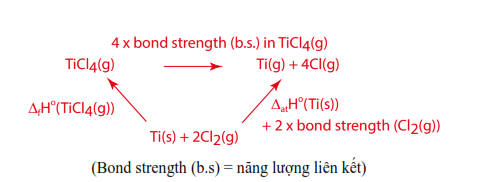 4 x bond strength (b.s.) in TiCl4(g)
TiCl4(g) Ti(g) + 4Cl(g)
ΔfH°(TiCl4(g)) ΔatH°(Ti(s))
+ 2 x bond strength (Cl2(g))
Ti(s) + 2Cl2(g)
(Bond strength (b.s) = năng lượng liên kết)